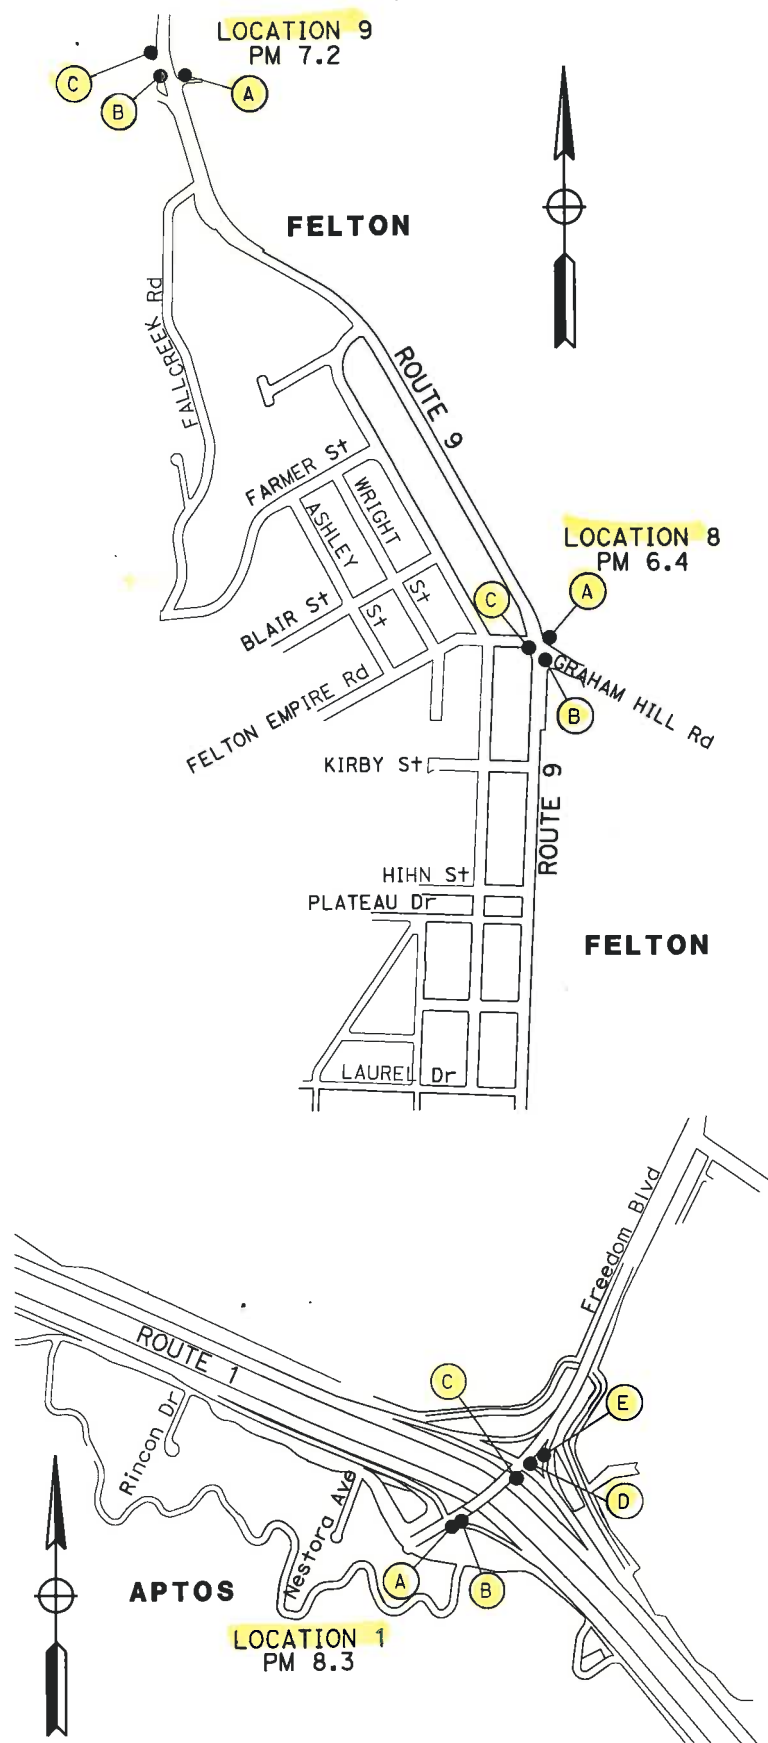 LOCATION 9
PM 7.2
C
B
A
FELTON
FALLCREEK Rd
ROUTE 9
FARMER St
WRIGHT St
ASHLEY St
LOCATION 8
PM 6.4
C
A
BLAIR St
GRAHAM HILL Rd
B
FELTON EMPIRE Rd
KIRBY St
ROUTE 9
HIHN St
PLATEAU Dr
FELTON
LAUREL Dr
Freedom Blvd
ROUTE 1
C
E
Rincon Dr
D
Nestora Ave
A
B
APTOS
LOCATION 1
PM 8.3